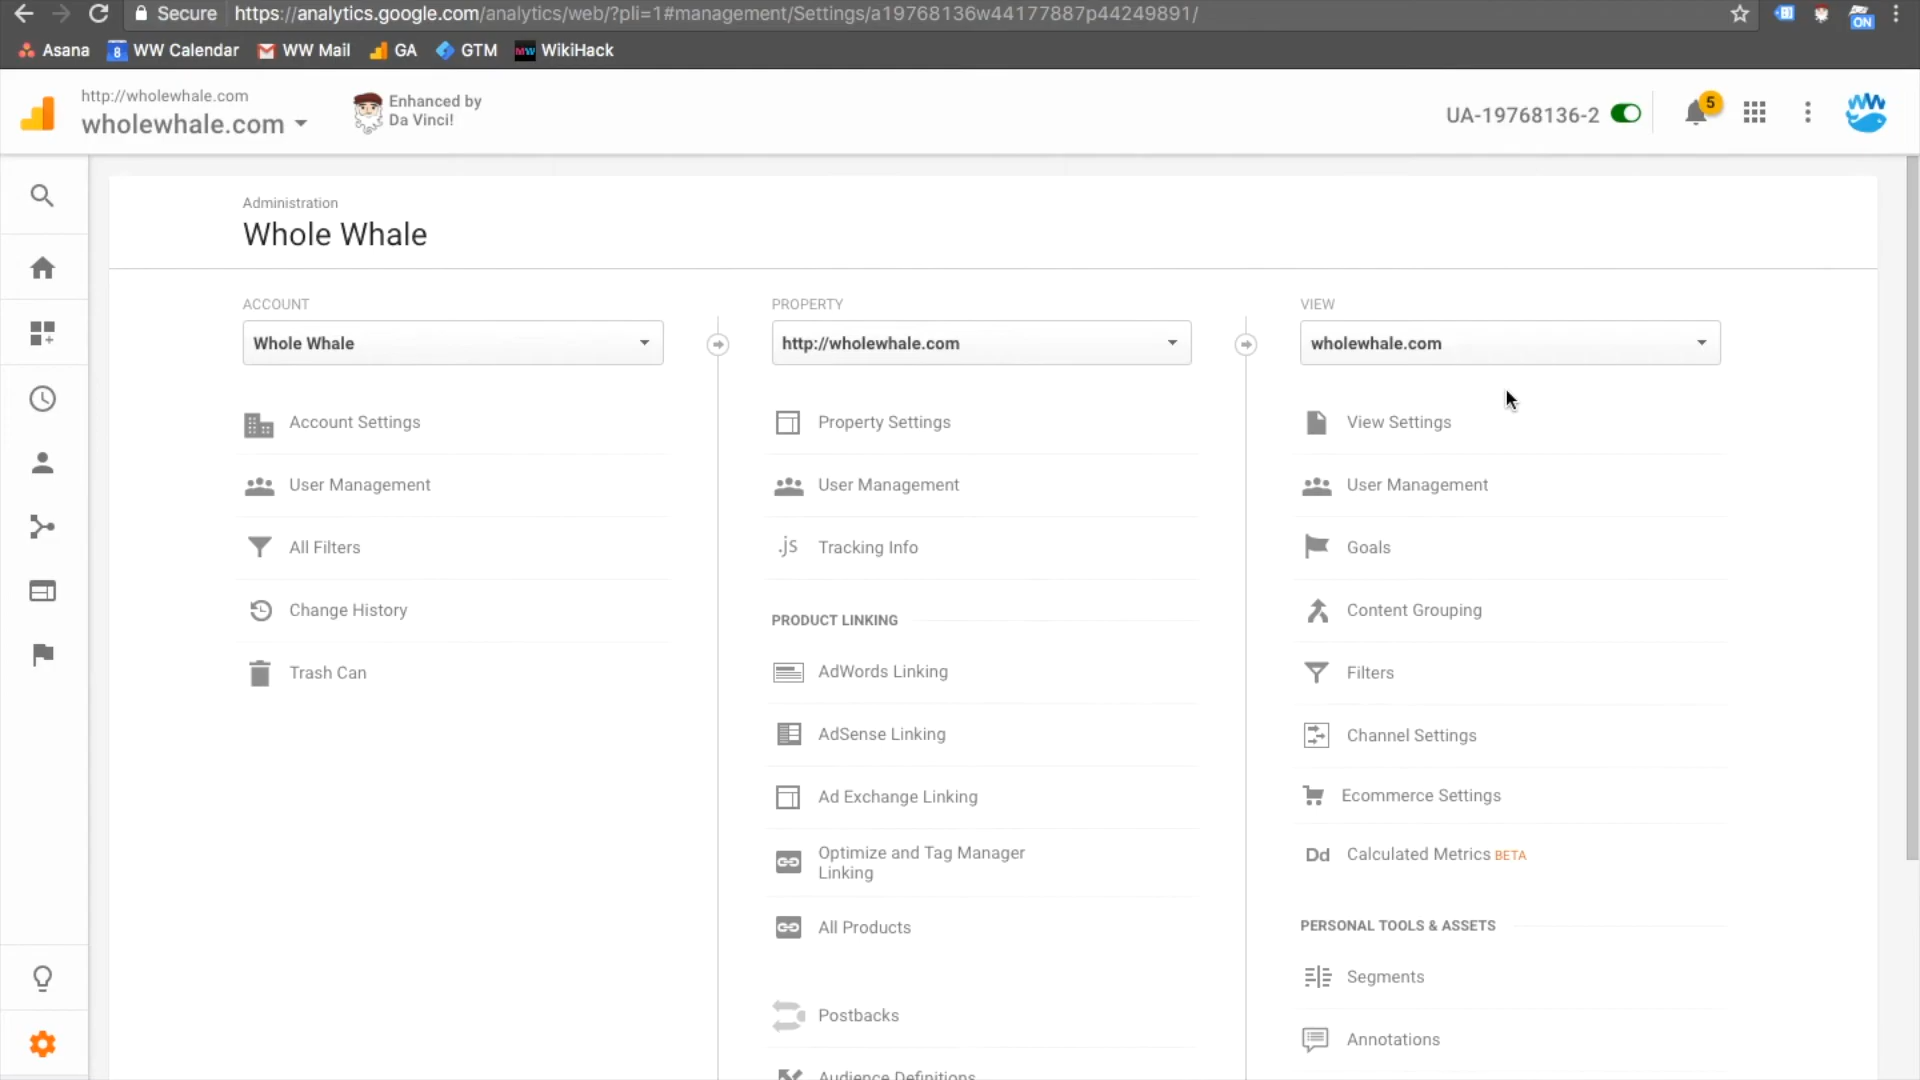 Secure https://analytics.google.com/analytics/web/?pli=1#management/Settings/a19768136w44177887p44249891/
ON
Asana 8 WW Calendar WW Mail GA GTM WikiHack
http://wholewhale.com
wholewhale.com
Enhanced by
Da Vinci!
UA-19768136-2
5
Administration
Whole Whale
ACCOUNT
Whole Whale
Account Settings
User Management
All Filters
Change History
Trash Can
PROPERTY
http://wholewhale.com
Property Settings
User Management
.js Tracking Info
PRODUCT LINKING
AdWords Linking
AdSense Linking
Ad Exchange Linking
Optimize and Tag Manager
Linking
All Products
Postbacks
Audience Definitions
VIEW
wholewhale.com
View Settings
User Management
Goals
Content Grouping
Filters
Channel Settings
Ecommerce Settings
Dd Calculated Metrics BETA
PERSONAL TOOLS & ASSETS
Segments
Annotations